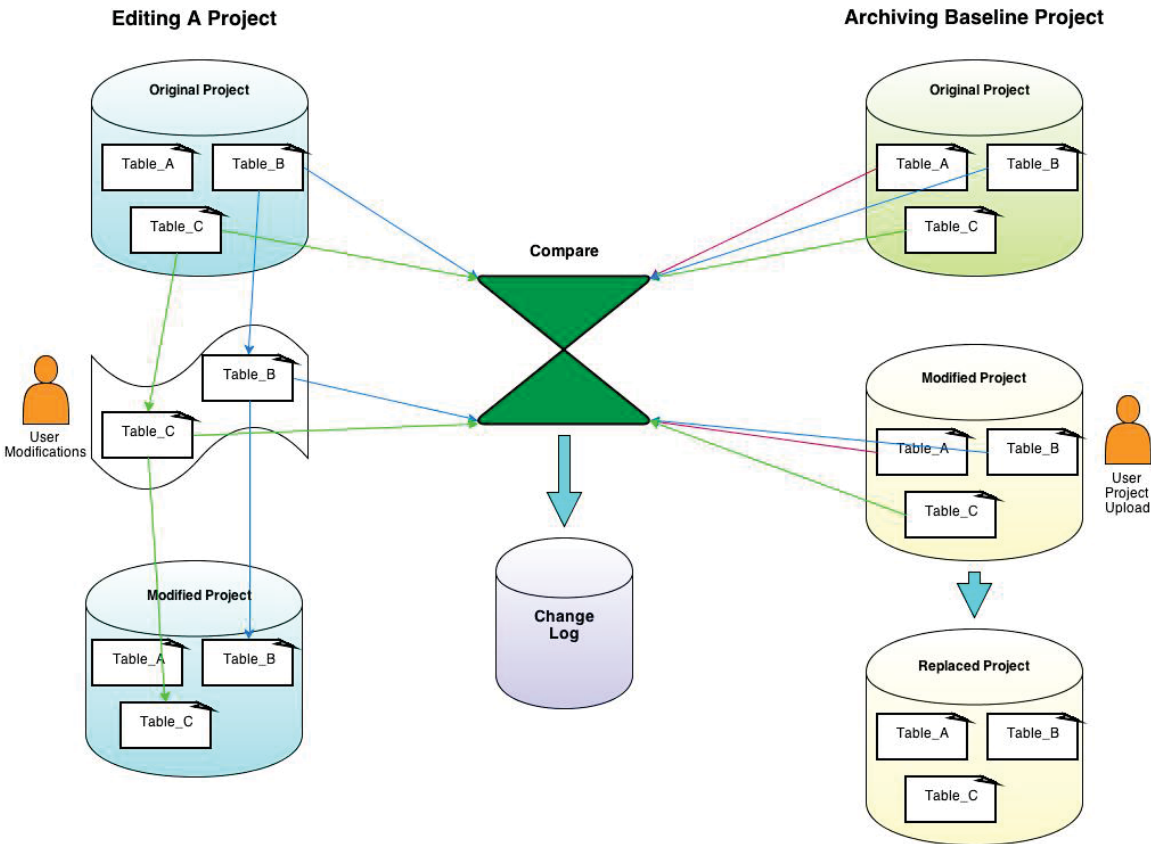 Editing A Project
Archiving Baseline Project
Original Project
Table_A
Table_B
Table_C
Original Project
Table_A
Table_B
Table_C
Compare
User
Modifications
Table_B
Table_C
Modified Project
Table_A
Table_B
Table_C
User
Project
Upload
Modified Project
Table_A
Table_B
Table_C
Change
Log
Replaced Project
Table_A
Table_B
Table_C